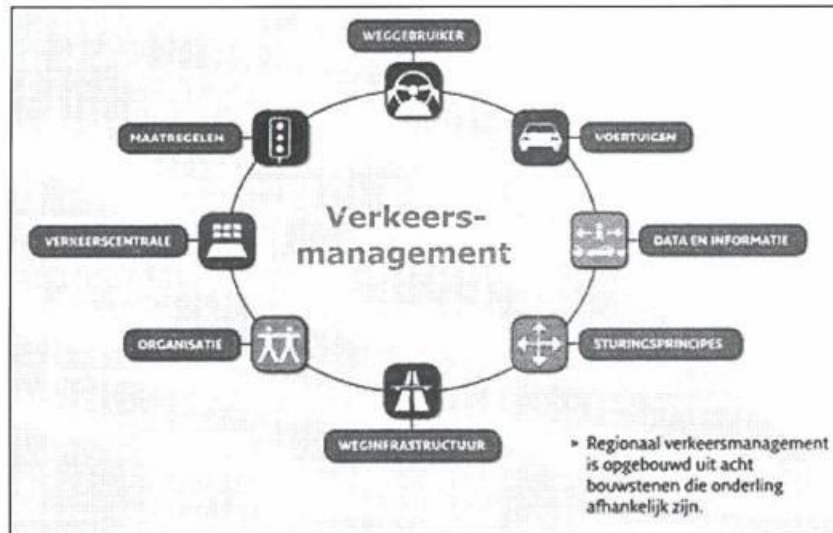 WEGGEBRUIKER
MAATREGELEN
VOERTUIGEN
Verkeers-
management
VERKEERSCENTRALE
DATA EN INFORMATIE
ORGANISATIE
STURINGSPRINCIPES
WEGINFRASTRUCTUUR
» Regionaal verkeersmanagement
is opgebouwd uit acht
bouwstenen die onderling
afhankelijk zijn.